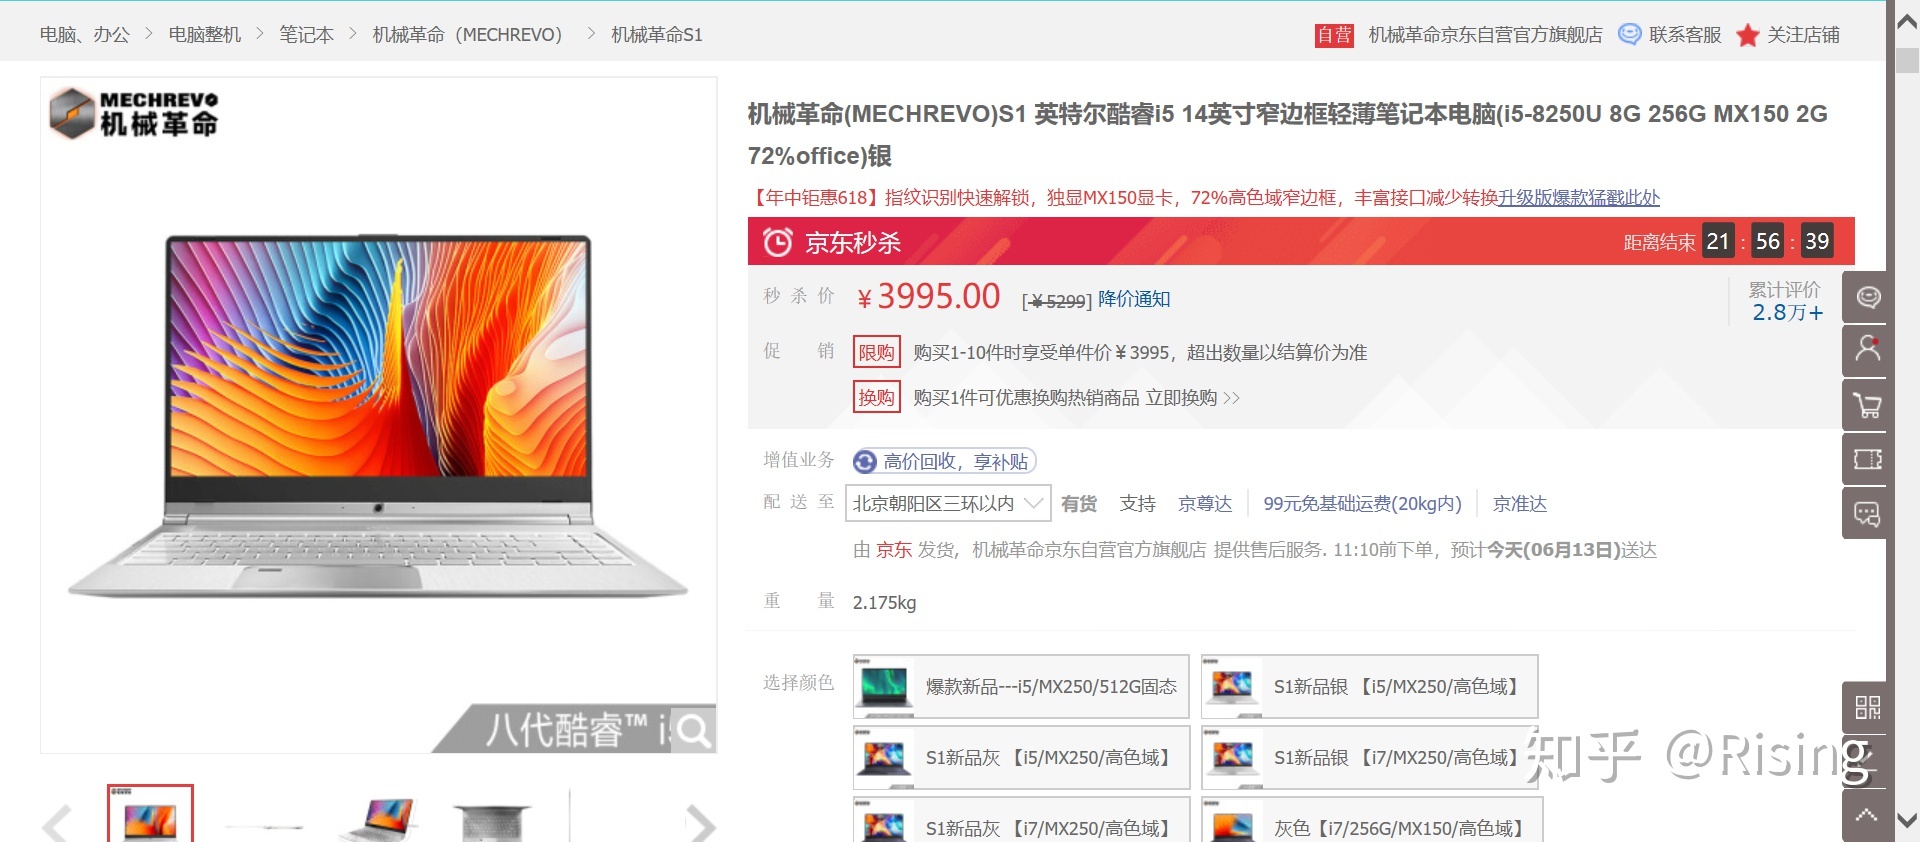 电脑、办公 > 电脑整机 > 笔记本 > 机械革命（MECHREVO） > 机械革命S1
自营 机械革命京东自营官方旗舰店 联系客服 关注店铺
MECHREVO
机械革命
机械革命(MECHREVO)S1 英特尔酷睿i5 14英寸窄边框轻薄笔记本电脑(i5-8250U 8G 256G MX150 2G
72%office)银
【年中钜惠618】指纹识别快速解锁，独显MX150显卡，72%高色域窄边框，丰富接口减少转换升级版爆款猛戳此处
京东秒杀 距离结束 21 : 56 : 39
秒杀价 ¥3995.00 [¥5299] 降价通知
累计评价
2.8万+
促销 限购 购买1-10件时享受单件价¥3995，超出数量以结算价为准
换购 购买1件可优惠换购热销商品 立即换购 >>
增值业务 高价回收，享补贴
配送至 北京朝阳区三环以内 有货 支持 京尊达 99元免基础运费(20kg内) 京准达
由 京东 发货，机械革命京东自营官方旗舰店 提供售后服务. 11:10前下单，预计今天(06月13日)送达
重量 2.175kg
八代酷睿™ i5
选择颜色 爆款新品---i5/MX250/512G固态 S1新品银 【i5/MX250/高色域】
S1新品灰 【i5/MX250/高色域】 S1新品银 【i7/MX250/高色域】
S1新品灰 【i7/MX250/高色域】 灰色【i7/256G/MX150/高色域】
知乎 @Rising